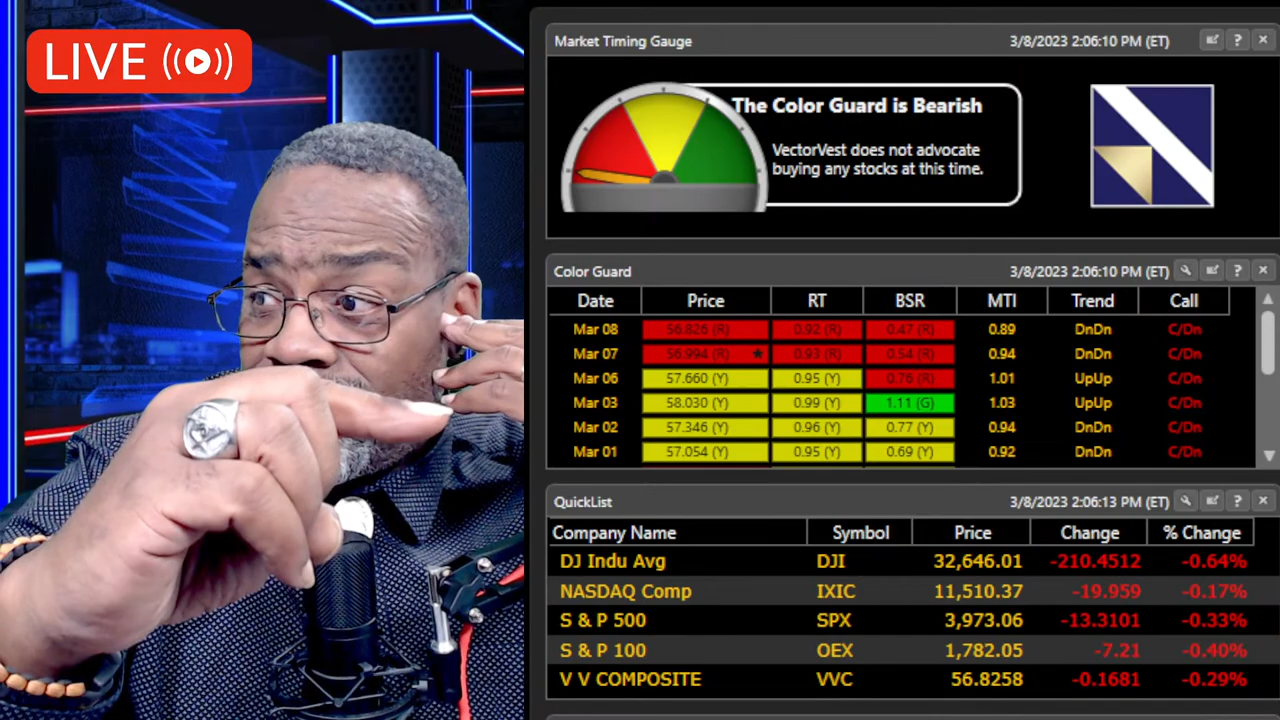 LIVE
Market Timing Gauge 3/8/2023 2:06:10 PM (ET) ?
The Color Guard is Bearish
VectorVest does not advocate
buying any stocks at this time.
Color Guard 3/8/2023 2:06:10 PM (ET) ?
Date Price RT BSR MTI Trend Call
Mar 08 56.826 (R) 0.92 (R) 0.47 (R) 0.89 DnDn C/Dn
Mar 07 56.994 (R) ★ 0.93 (R) 0.54 (R) 0.94 DnDn C/Dn
Mar 06 57.660 (Y) 0.95 (Y) 0.76 (R) 1.01 UpUp C/Dn
Mar 03 58.030 (Y) 0.99 (Y) 1.11 (G) 1.03 UpUp C/Dn
Mar 02 57.346 (Y) 0.96 (Y) 0.77 (Y) 0.94 DnDn C/Dn
Mar 01 57.054 (Y) 0.95 (Y) 0.69 (Y) 0.92 DnDn C/Dn
QuickList 3/8/2023 2:06:13 PM (ET) ?
Company Name Symbol Price Change % Change
DJ Indu Avg DJI 32,646.01 -210.4512 -0.64%
NASDAQ Comp IXIC 11,510.37 -19.959 -0.17%
S & P 500 SPX 3,973.06 -13.3101 -0.33%
S & P 100 OEX 1,782.05 -7.21 -0.40%
V V COMPOSITE VVC 56.8258 -0.1681 -0.29%